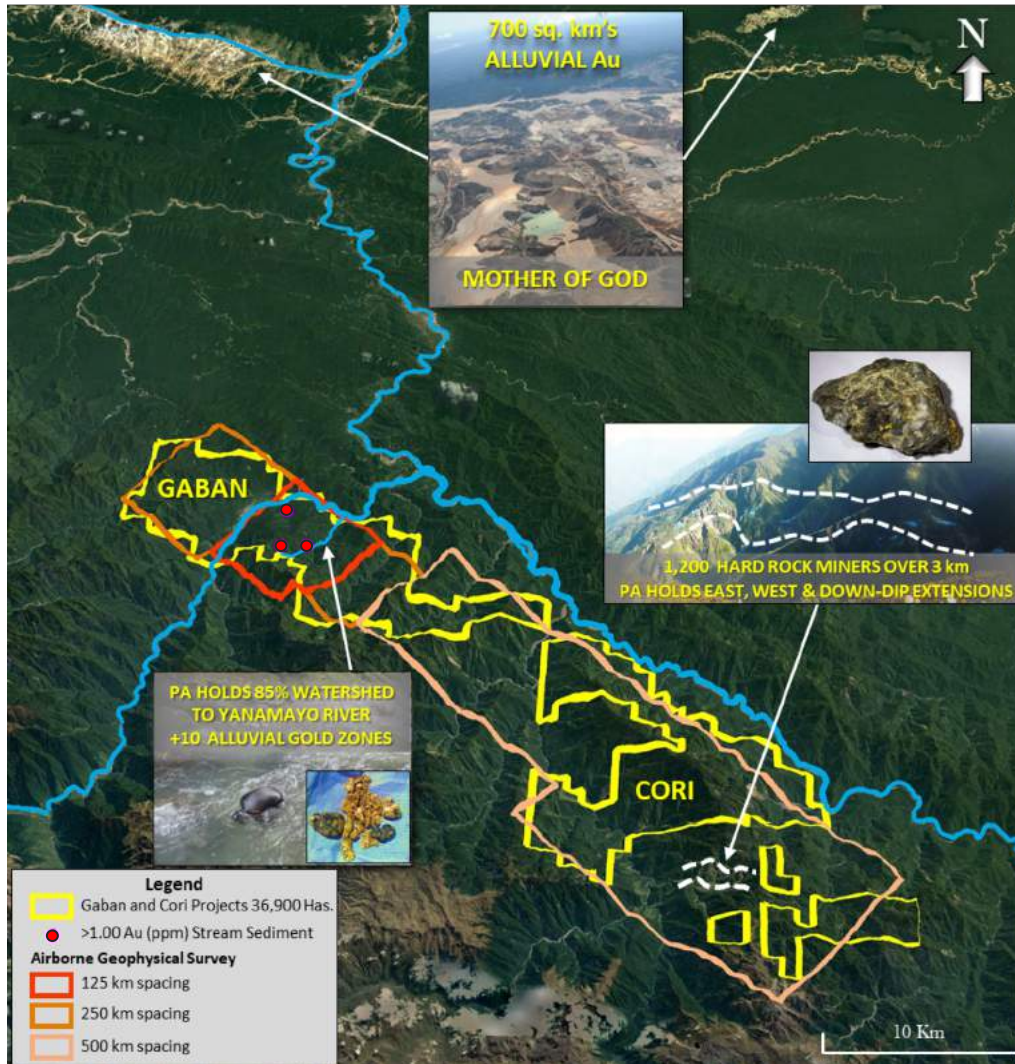 700 sq. km's
ALLUVIAL Au
MOTHER OF GOD
N
GABAN
1,200 HARD ROCK MINERS OVER 3 km
PA HOLDS EAST, WEST & DOWN-DIP EXTENSIONS
PA HOLDS 85% WATERSHED
TO YANAMAYO RIVER
+10 ALLUVIAL GOLD ZONES
CORI
Legend
Gaban and Cori Projects 36,900 Has.
>1.00 Au (ppm) Stream Sediment
Airborne Geophysical Survey
125 km spacing
250 km spacing
500 km spacing
10 Km